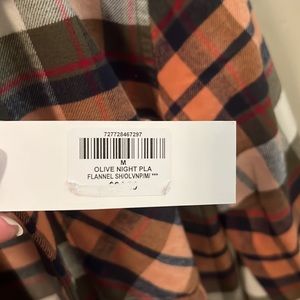 727728467297
M
OLIVE NIGHT PLA
FLANNEL SH/OLVNP/M/ ***